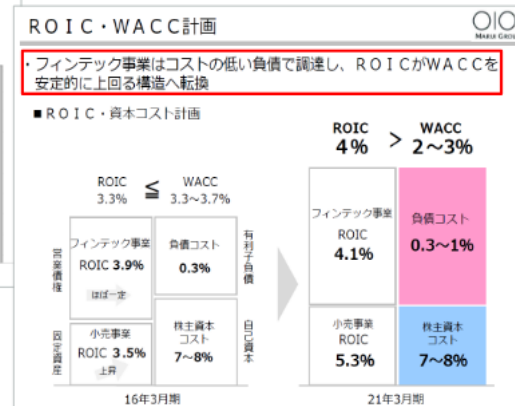 ROIC・WACC計画
OIO
MARUI GROUP
・フィンテック事業はコストの低い負債で調達し、ROICがWACCを
安定的に上回る構造へ転換
■ROIC・資本コスト計画
ROIC > WACC
4% 2～3%
ROIC ≦ WACC
3.3% 3.3～3.7%
営業債権
フィンテック事業
ROIC 3.9%
ほぼ一定
負債コスト
0.3%
有利子負債
固定資産
小売事業
ROIC 3.5%
上昇
株主資本
コスト
7～8%
自己資本
16年3月期
フィンテック事業
ROIC
4.1%
負債コスト
0.3～1%
小売事業
ROIC
5.3%
株主資本
コスト
7～8%
21年3月期